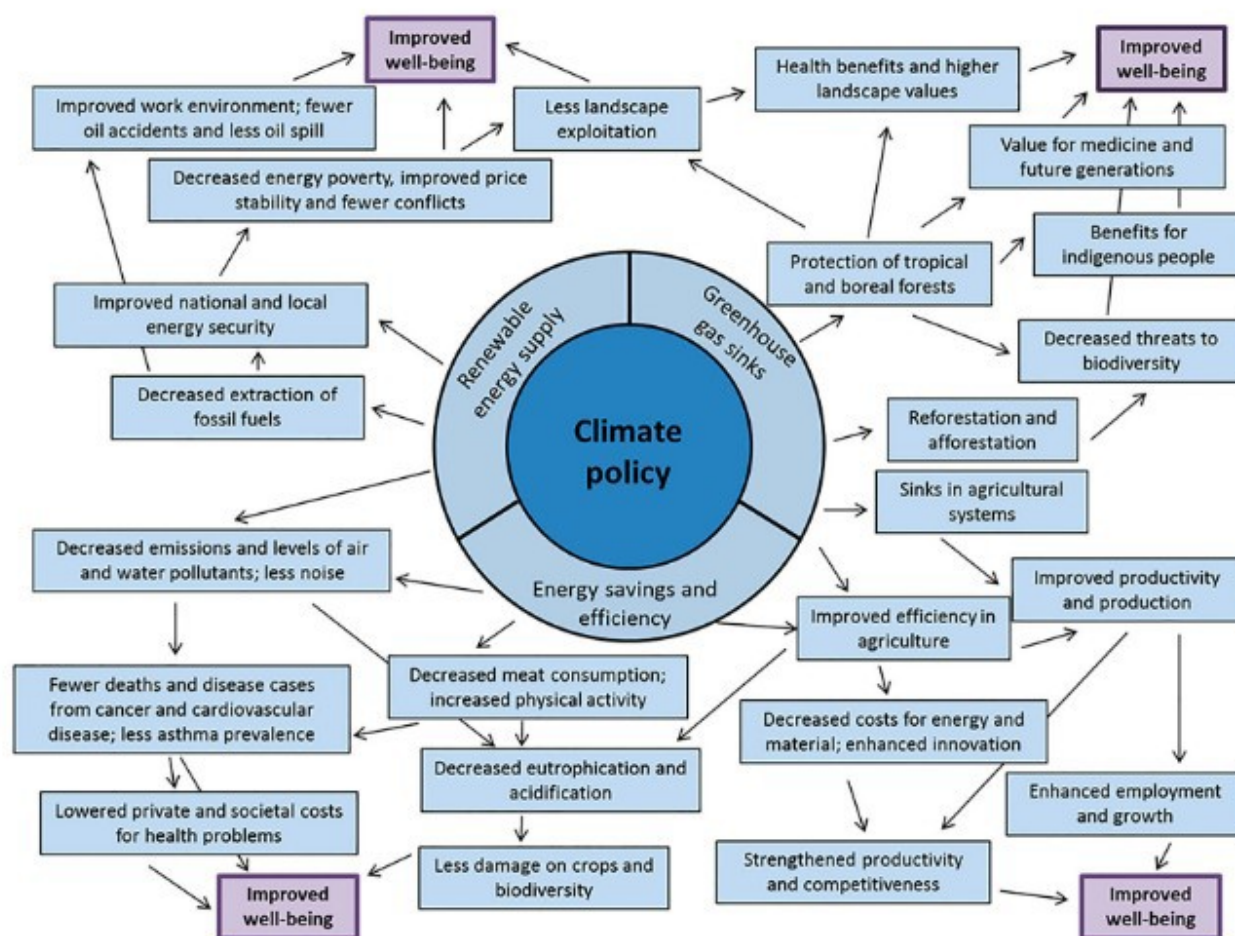 Improved
well-being
Improved work environment; fewer
oil accidents and less oil spill
Less landscape
exploitation
Decreased energy poverty, improved price
stability and fewer conflicts
Improved national and local
energy security
Decreased extraction of
fossil fuels
Health benefits and higher
landscape values
Improved
well-being
Value for medicine and
future generations
Benefits for
indigenous people
Protection of tropical
and boreal forests
Decreased threats to
biodiversity
Reforestation and
afforestation
Sinks in agricultural
systems
Renewable
energy supply
Greenhouse
gas sinks
Climate
policy
Energy savings and
efficiency
Decreased emissions and levels of air
and water pollutants; less noise
Fewer deaths and disease cases
from cancer and cardiovascular
disease; less asthma prevalence
Lowered private and societal costs
for health problems
Improved
well-being
Decreased meat consumption;
increased physical activity
Decreased eutrophication and
acidification
Less damage on crops and
biodiversity
Improved efficiency in
agriculture
Improved productivity
and production
Decreased costs for energy and
material; enhanced innovation
Enhanced employment
and growth
Strengthened productivity
and competitiveness
Improved
well-being